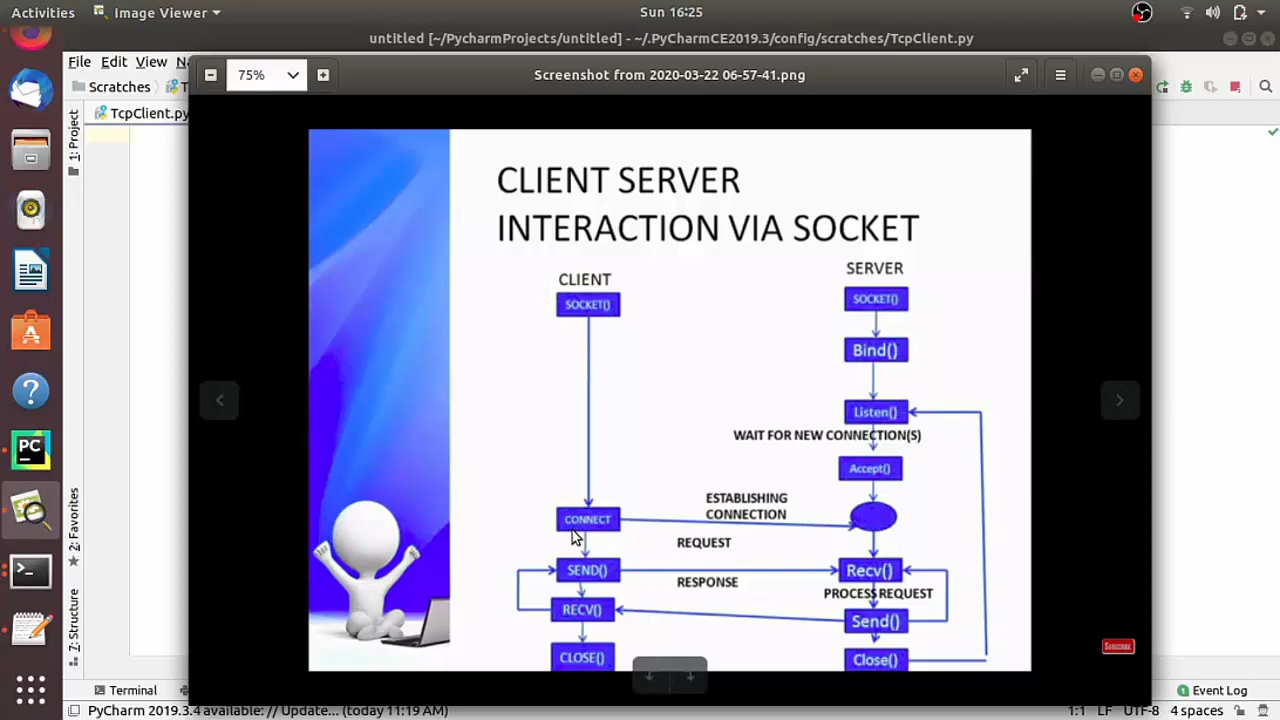 Activities
Image Viewer
Sun 16:25
untitled [~/PycharmProjects/untitled] - ~/.PyCharmCE2019.3/config/scratches/TcpClient.py
File Edit View
75%
Screenshot from 2020-03-22 06-57-41.png
Scratches
TcpClient.py
1: Project
CLIENT SERVER
INTERACTION VIA SOCKET
CLIENT
SERVER
SOCKET()
SOCKET()
Bind()
Listen()
WAIT FOR NEW CONNECTION(S)
Accept()
ESTABLISHING
CONNECTION
CONNECT
REQUEST
SEND()
Recv()
RESPONSE
PROCESS REQUEST
RECV()
Send()
CLOSE()
Close()
SUBSCRIBE
2: Favorites
7: Structure
PC
Terminal
Event Log
PyCharm 2019.3.4 available: // Update... (today 11:19 AM)
1:1 LF UTF-8 4 spaces